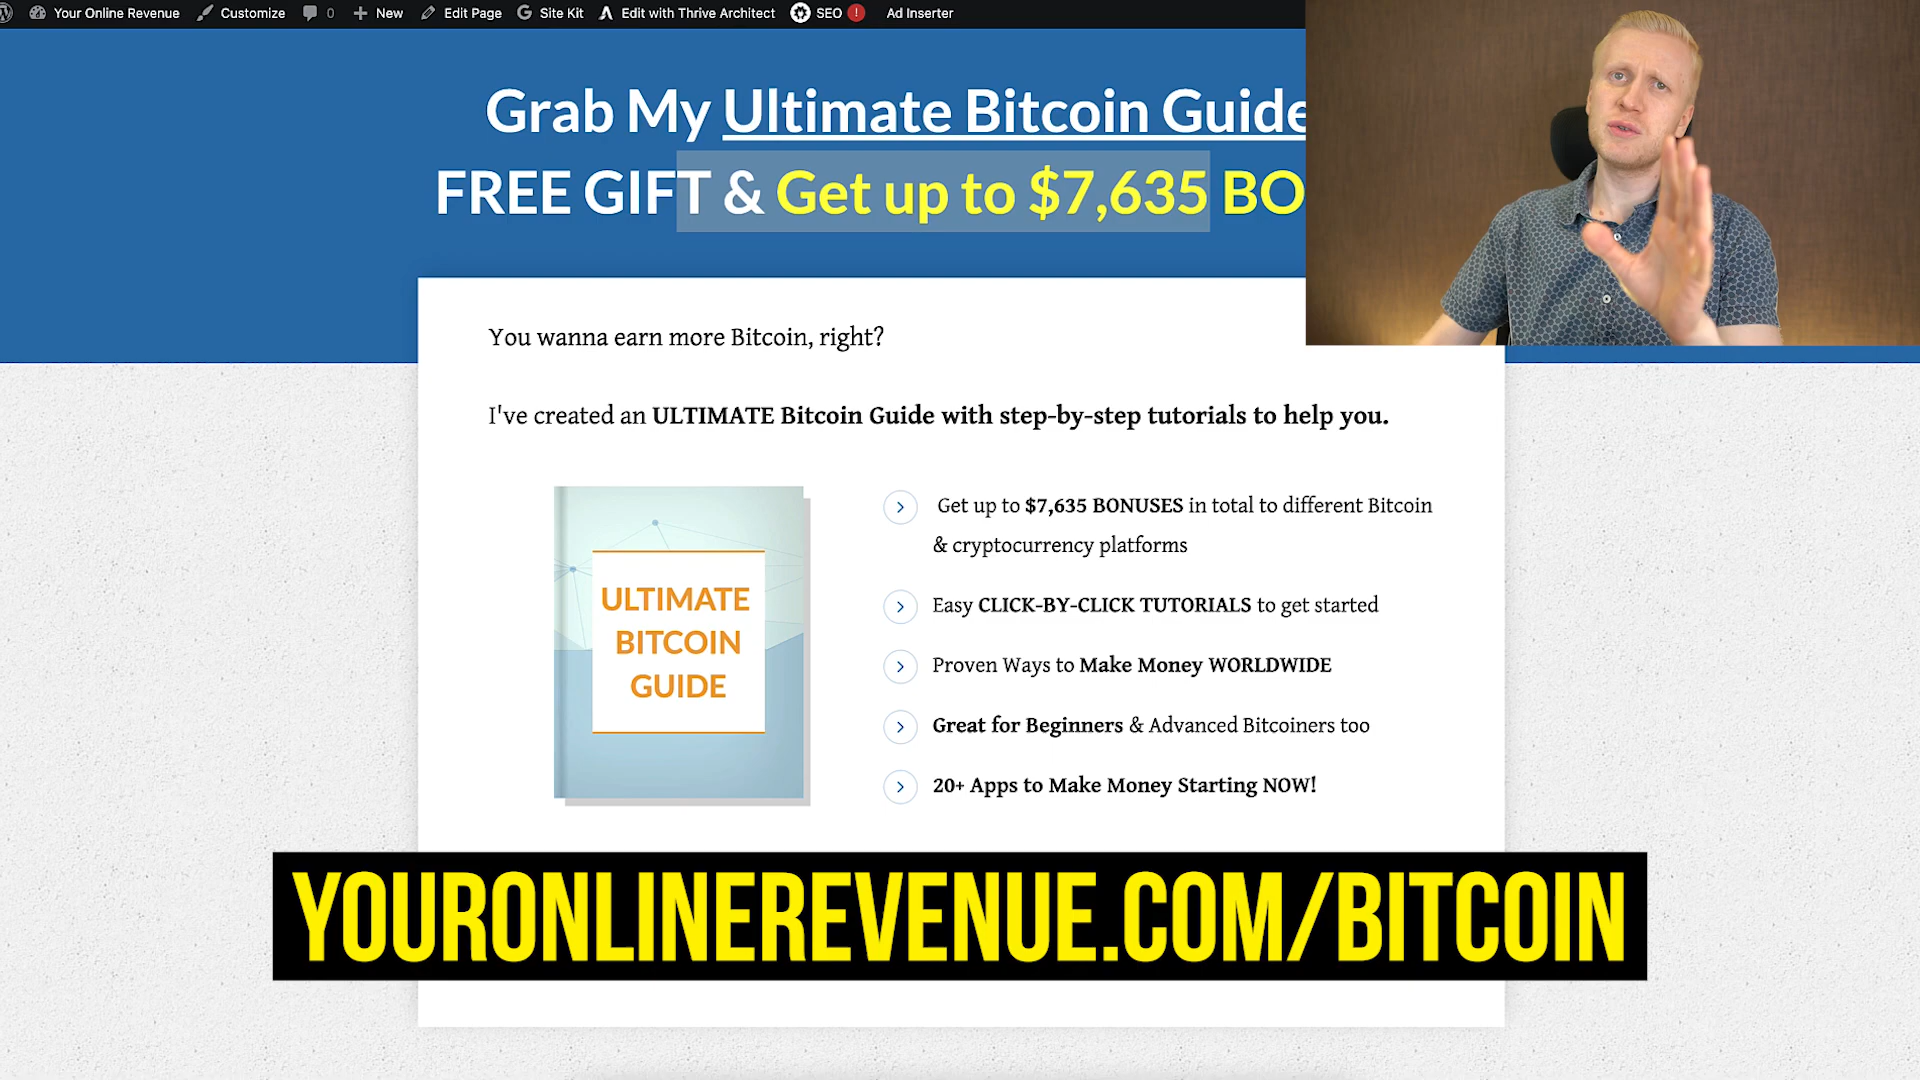 Your Online Revenue Customize 0 New Edit Page Site Kit Edit with Thrive Architect SEO ! Ad Inserter
Grab My Ultimate Bitcoin Guide
FREE GIFT & Get up to $7,635 BO
You wanna earn more Bitcoin, right?
I've created an ULTIMATE Bitcoin Guide with step-by-step tutorials to help you.
ULTIMATE
BITCOIN
GUIDE
Get up to $7,635 BONUSES in total to different Bitcoin
& cryptocurrency platforms
Easy CLICK-BY-CLICK TUTORIALS to get started
Proven Ways to Make Money WORLDWIDE
Great for Beginners & Advanced Bitcoiners too
20+ Apps to Make Money Starting NOW!
YOURONLINEREVENUE.COM/BITCOIN